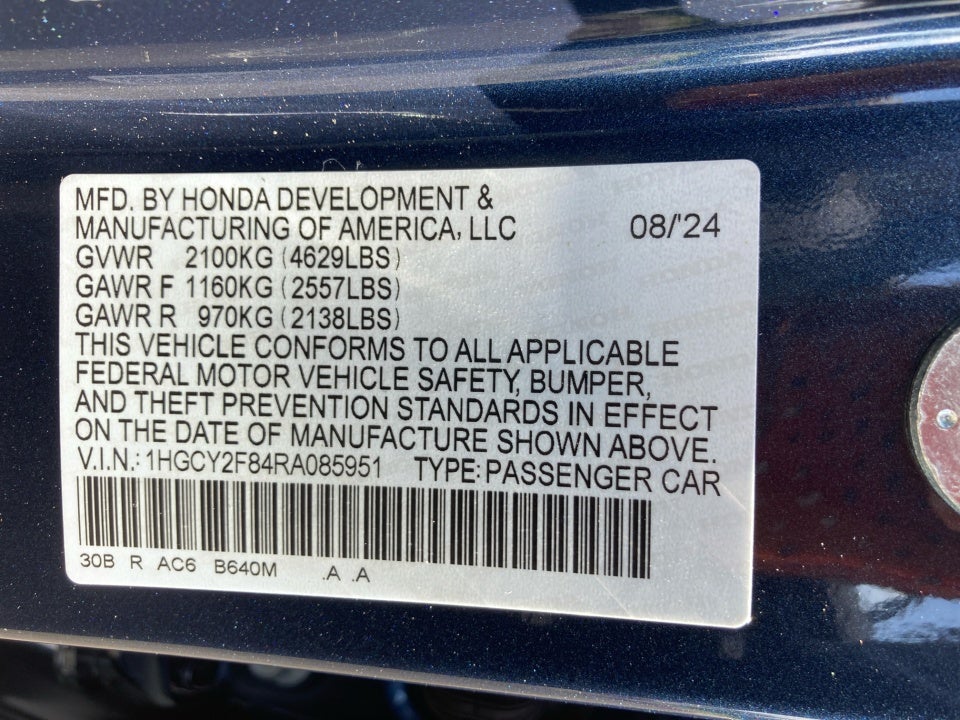 MFD. BY HONDA DEVELOPMENT &
MANUFACTURING OF AMERICA, LLC 08/'24
GVWR 2100KG (4629LBS)
GAWR F 1160KG (2557LBS)
GAWR R 970KG (2138LBS)
THIS VEHICLE CONFORMS TO ALL APPLICABLE
FEDERAL MOTOR VEHICLE SAFETY, BUMPER,
AND THEFT PREVENTION STANDARDS IN EFFECT
ON THE DATE OF MANUFACTURE SHOWN ABOVE.
V.I.N.: 1HGCY2F84RA085951 TYPE: PASSENGER CAR
30B R AC6 B640M .A .A